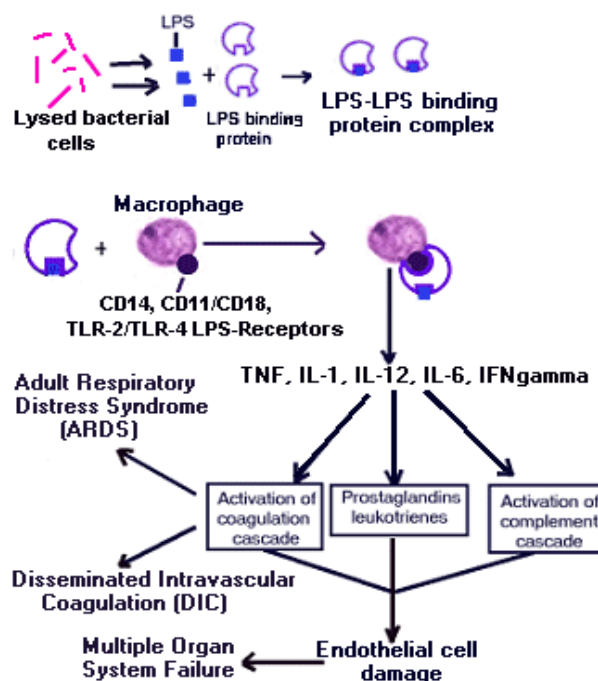 LPS
+
Lysed bacterial
cells
LPS binding
protein
LPS-LPS binding
protein complex
Macrophage
+
CD14, CD11/CD18,
TLR-2/TLR-4 LPS-Receptors
TNF, IL-1, IL-12, IL-6, IFNgamma
Adult Respiratory
Distress Syndrome
(ARDS)
Activation of
coagulation
cascade
Prostaglandins
leukotrienes
Activation of
complement
cascade
Disseminated Intravascular
Coagulation (DIC)
Multiple Organ
System Failure
Endothelial cell
damage